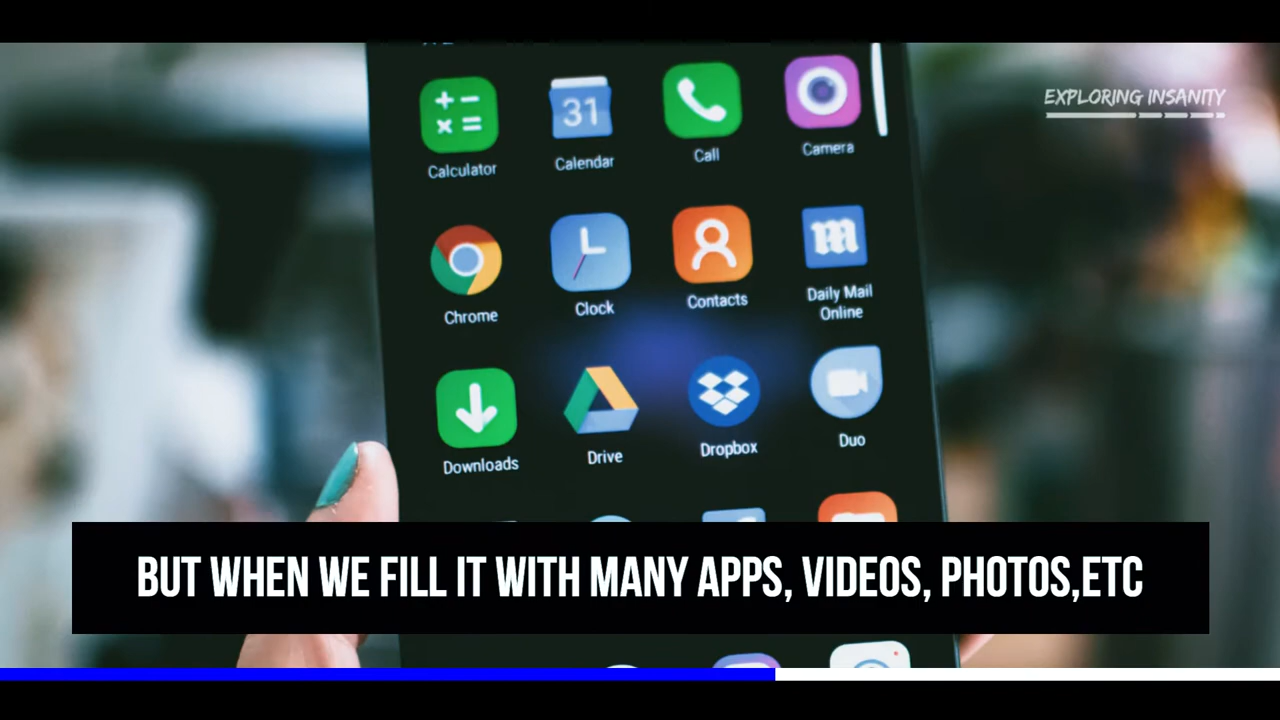 EXPLORING INSANITY
31
Calculator
Calendar
Call
Camera
Chrome
Clock
Contacts
Daily Mail
Online
Downloads
Drive
Dropbox
Duo
BUT WHEN WE FILL IT WITH MANY APPS, VIDEOS, PHOTOS,ETC